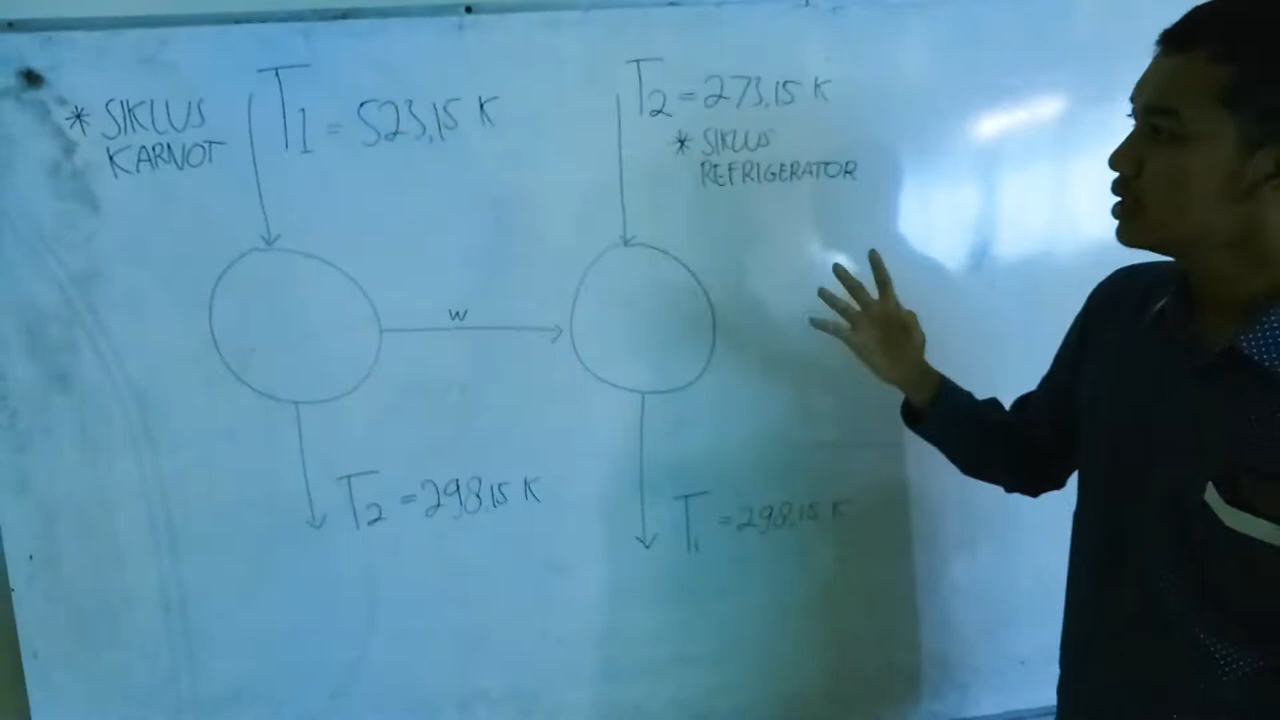 * SIKLUS
KARNOT
T1 = 523,15 K
T2 = 273,15 K
* SIKLUS
REFRIGERATOR
W
T2 = 298,15 K
T1 = 298,15 K